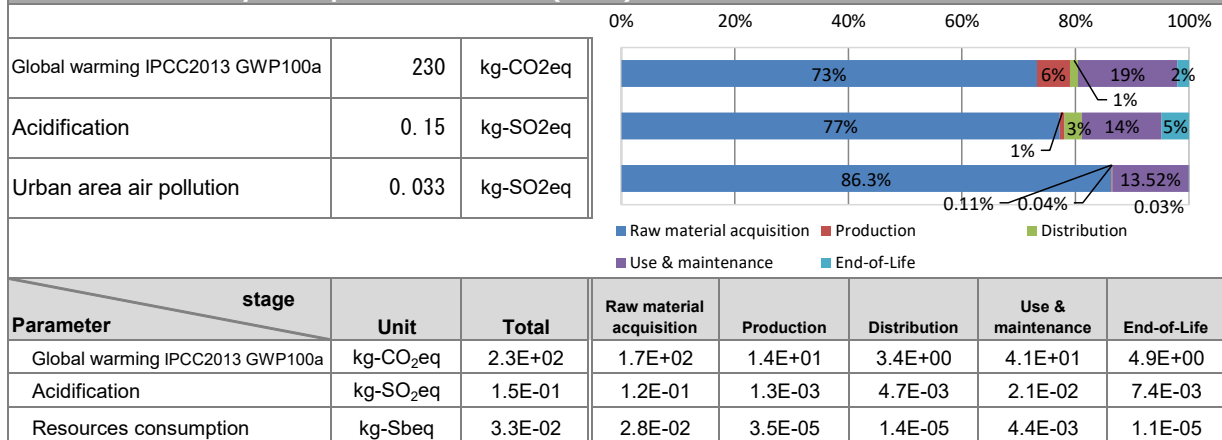 0% 20% 40% 60% 80% 100%
Global warming IPCC2013 GWP100a 230 kg-CO2eq 73% 6% 19% 2%
1%
Acidification 0.15 kg-SO2eq 77% 3% 14% 5%
1%
Urban area air pollution 0.033 kg-SO2eq 86.3% 13.52%
0.11% 0.04% 0.03%
Raw material acquisition Production Distribution
Use & maintenance End-of-Life
stage
Parameter Unit Total Raw material acquisition Production Distribution Use & maintenance End-of-Life
Global warming IPCC2013 GWP100a kg-CO₂eq 2.3E+02 1.7E+02 1.4E+01 3.4E+00 4.1E+01 4.9E+00
Acidification kg-SO₂eq 1.5E-01 1.2E-01 1.3E-03 4.7E-03 2.1E-02 7.4E-03
Resources consumption kg-Sbeq 3.3E-02 2.8E-02 3.5E-05 1.4E-05 4.4E-03 1.1E-05